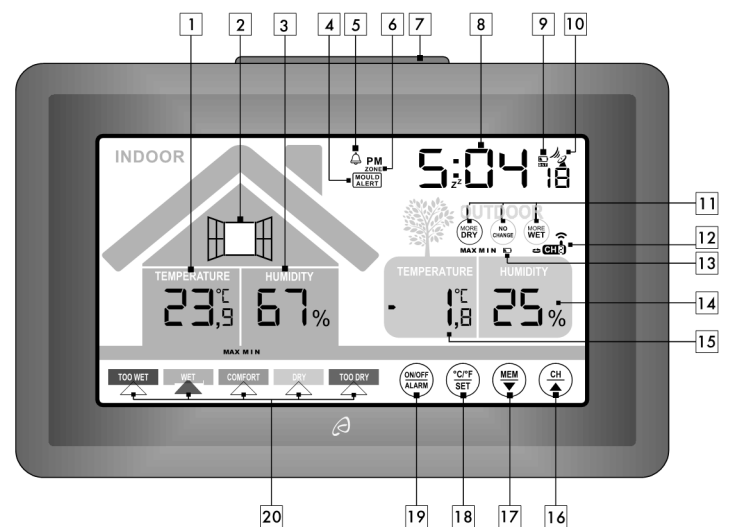 1 2 3 4 5 6 7 8 9 10
INDOOR
PM
ZONE
MOULD
ALERT
5:04 18
zZ
OUTDOOR
MORE
DRY
NO
CHANGE
MORE
WET
11
MAX MIN
CH
12
13
TEMPERATURE HUMIDITY
23,9 °C 67%
TEMPERATURE HUMIDITY
1,8 °C 25%
14
15
MAX MIN
TOO WET WET COMFORT DRY TOO DRY
ON/OFF
ALARM
°C/°F
SET
MEM
CH
20 19 18 17 16